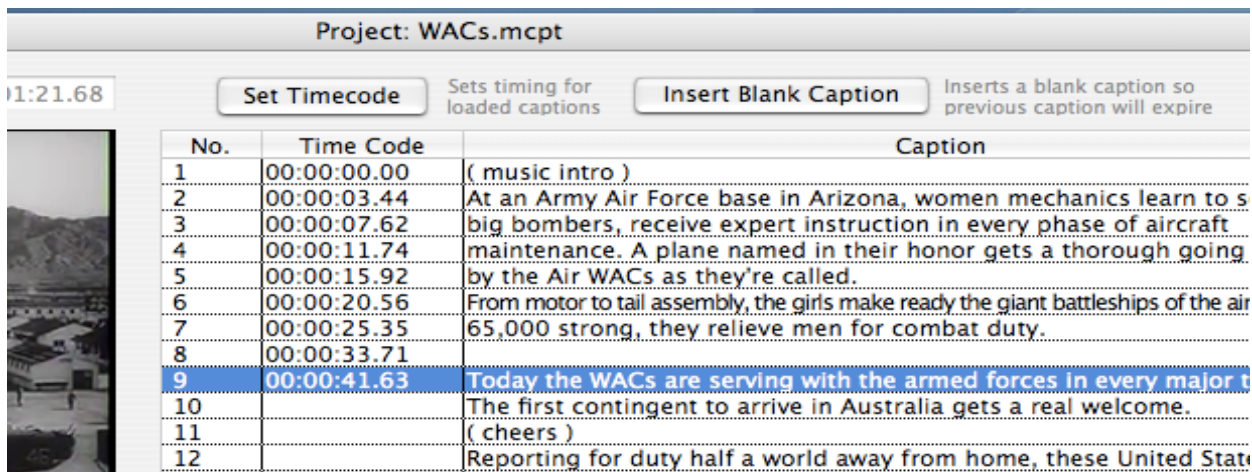 Project: WACs.mcpt
1:21.68 Set Timecode Sets timing for loaded captions Insert Blank Caption Inserts a blank caption so previous caption will expire
No. Time Code Caption
1 00:00:00.00 ( music intro )
2 00:00:03.44 At an Army Air Force base in Arizona, women mechanics learn to
3 00:00:07.62 big bombers, receive expert instruction in every phase of aircraft
4 00:00:11.74 maintenance. A plane named in their honor gets a thorough going
5 00:00:15.92 by the Air WACs as they're called.
6 00:00:20.56 From motor to tail assembly, the girls make ready the giant battleships of the air
7 00:00:25.35 65,000 strong, they relieve men for combat duty.
8 00:00:33.71
9 00:00:41.63 Today the WACs are serving with the armed forces in every major
10 The first contingent to arrive in Australia gets a real welcome.
11 ( cheers )
12 Reporting for duty half a world away from home, these United